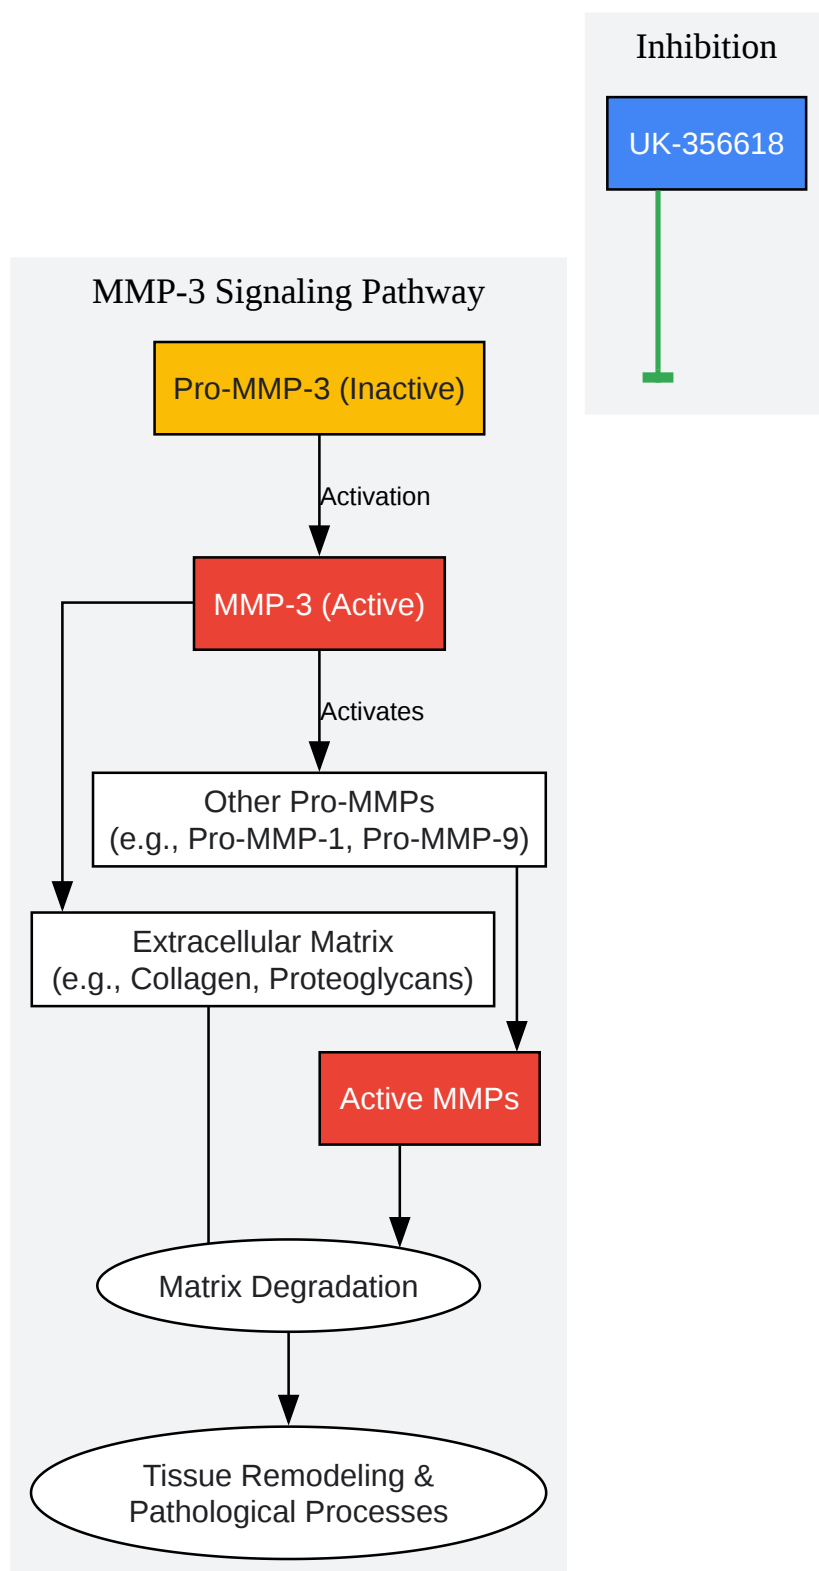 Inhibition
UK-356618
MMP-3 Signaling Pathway
Pro-MMP-3 (Inactive)
Activation
MMP-3 (Active)
Activates
Other Pro-MMPs
(e.g., Pro-MMP-1, Pro-MMP-9)
Extracellular Matrix
(e.g., Collagen, Proteoglycans)
Active MMPs
Matrix Degradation
Tissue Remodeling &
Pathological Processes